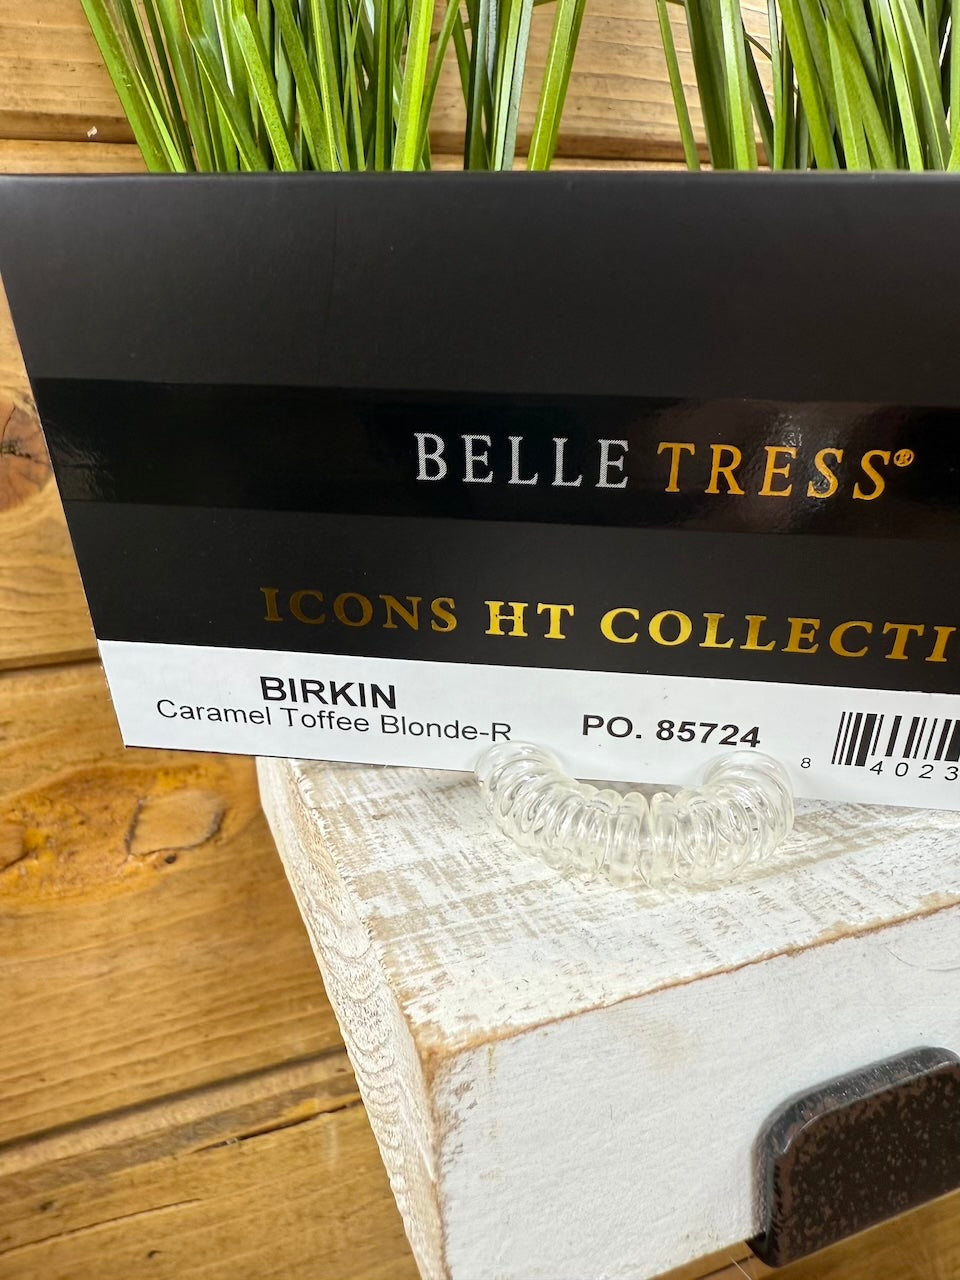 BELLE TRESS®
ICONS HT COLLECTI
BIRKIN
Caramel Toffee Blonde-R
PO. 85724
8 4023